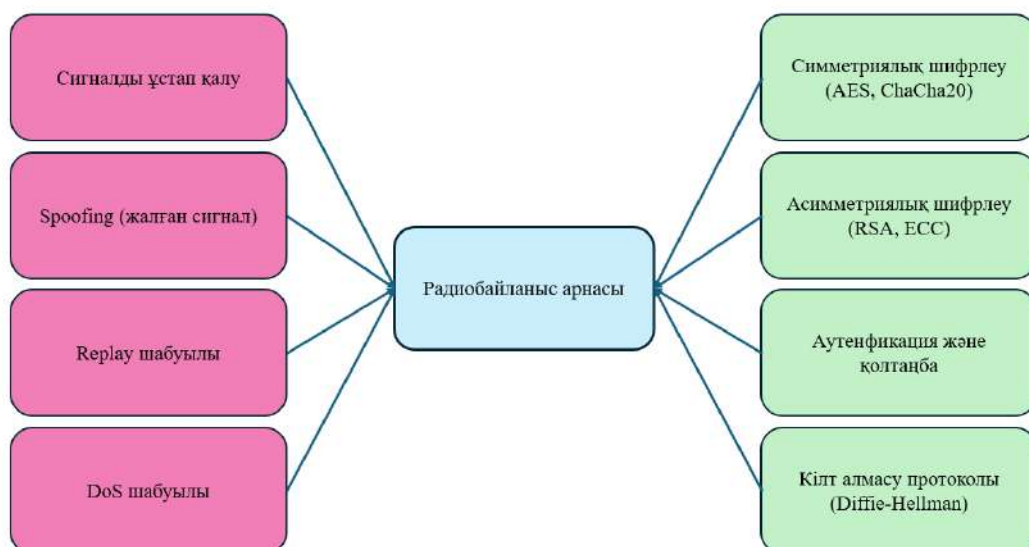 Сигналды ұстап қалу
Spoofing (жалған сигнал)
Replay шабуылы
DoS шабуылы
Радиобайланыс арнасы
Симметриялық шифрлеу
(AES, ChaCha20)
Асимметриялық шифрлеу
(RSA, ECC)
Аутенфикация және
қолтаңба
Кілт алмасу протоколы
(Diffie-Hellman)